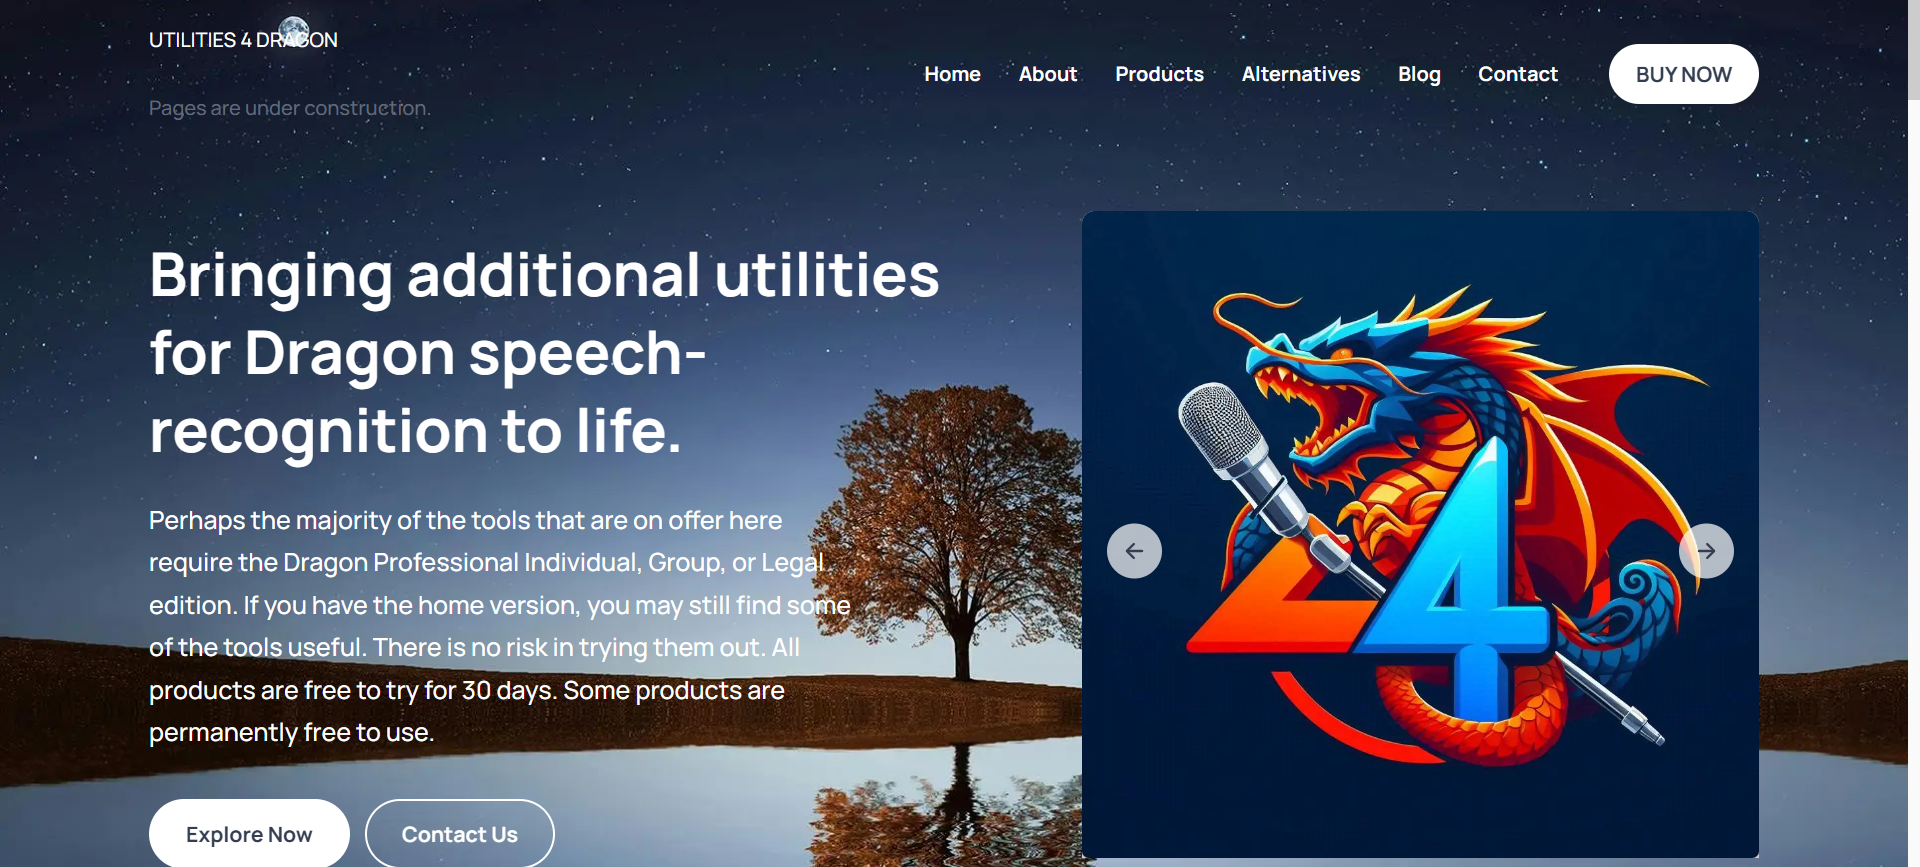 UTILITIES 4 DRAGON
Pages are under construction.
Home About Products Alternatives Blog Contact BUY NOW
Bringing additional utilities
for Dragon speech-
recognition to life.
Perhaps the majority of the tools that are on offer here
require the Dragon Professional Individual, Group, or Legal
edition. If you have the home version, you may still find some
of the tools useful. There is no risk in trying them out. All
products are free to try for 30 days. Some products are
permanently free to use.
Explore Now Contact Us
4